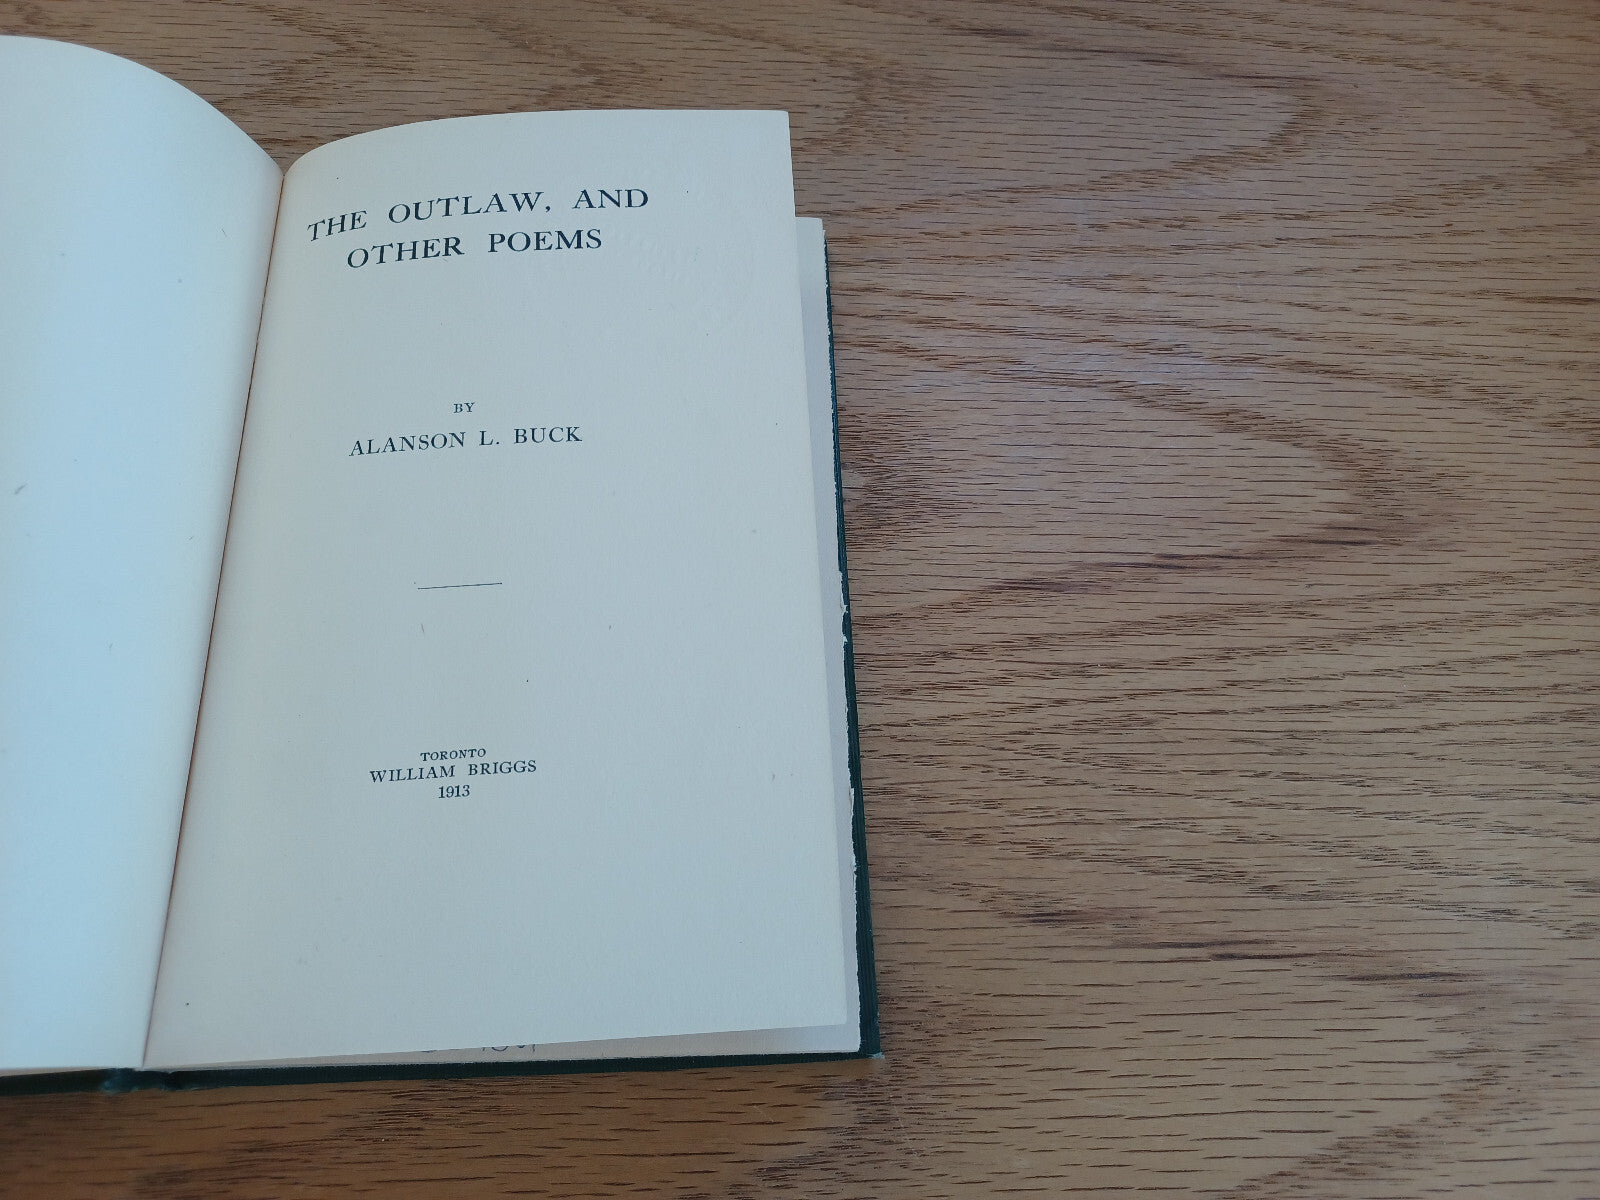 THE OUTLAW, AND
OTHER POEMS
BY
ALANSON L. BUCK
TORONTO
WILLIAM BRIGGS
1913